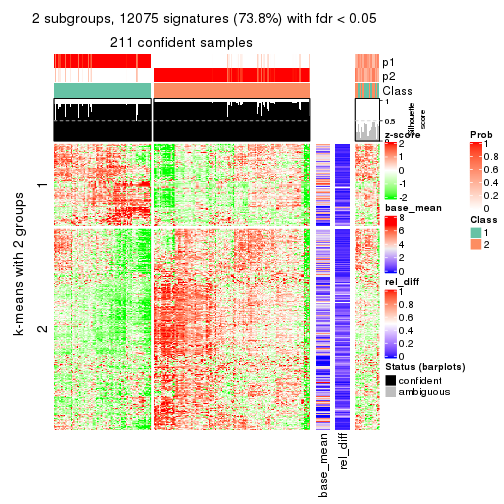 2 subgroups, 12075 signatures (73.8%) with fdr < 0.05
211 confident samples
p1
p2
Class
1
0.5
0
Silhouette
score
k-means with 2 groups
1
2
base_mean
rel_diff
z-score
2
1
0
-1
-2
base_mean
8
6
4
2
0
rel_diff
1
0.8
0.6
0.4
0.2
0
Status (barplots)
confident
ambiguous
Prob
1
0.8
0.6
0.4
0.2
0
Class
1
2